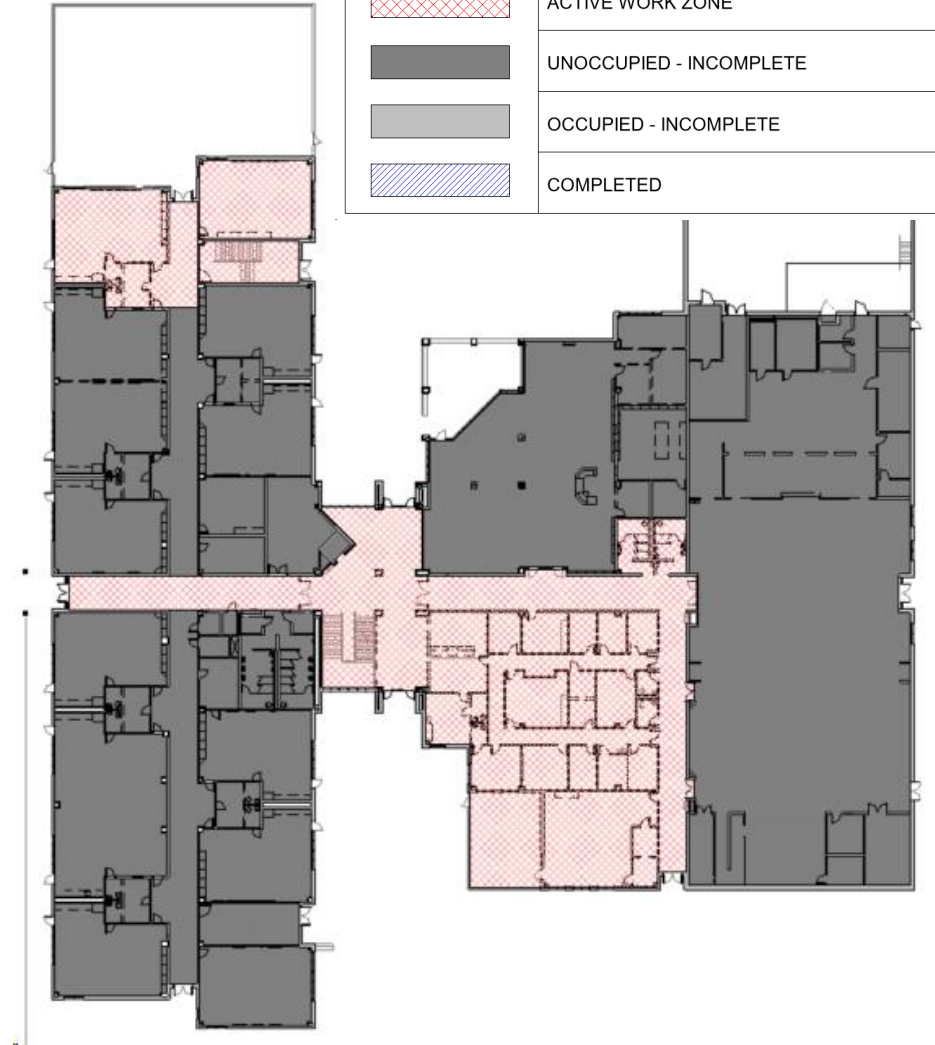 ACTIVE WORK ZONE
UNOCCUPIED - INCOMPLETE
OCCUPIED - INCOMPLETE
COMPLETED